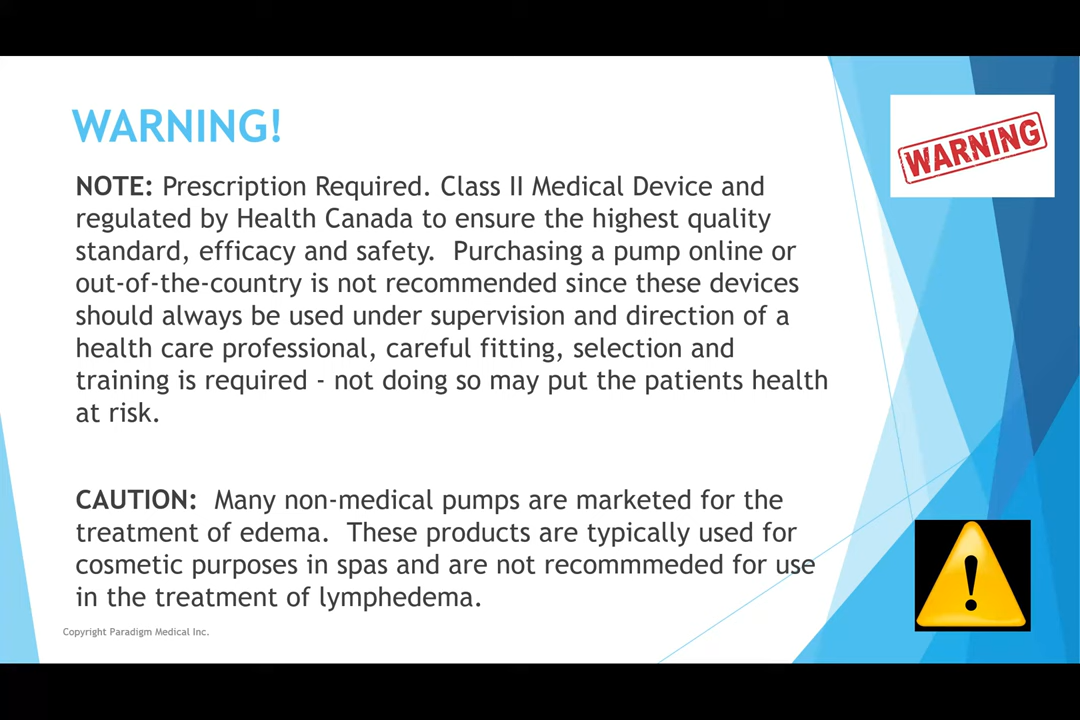 WARNING!
WARNING
NOTE: Prescription Required. Class II Medical Device and
regulated by Health Canada to ensure the highest quality
standard, efficacy and safety.  Purchasing a pump online or
out-of-the-country is not recommended since these devices
should always be used under supervision and direction of a
health care professional, careful fitting, selection and
training is required - not doing so may put the patients health
at risk.
CAUTION:  Many non-medical pumps are marketed for the
treatment of edema.  These products are typically used for
cosmetic purposes in spas and are not recommmeded for use
in the treatment of lymphedema.
!
Copyright Paradigm Medical Inc.